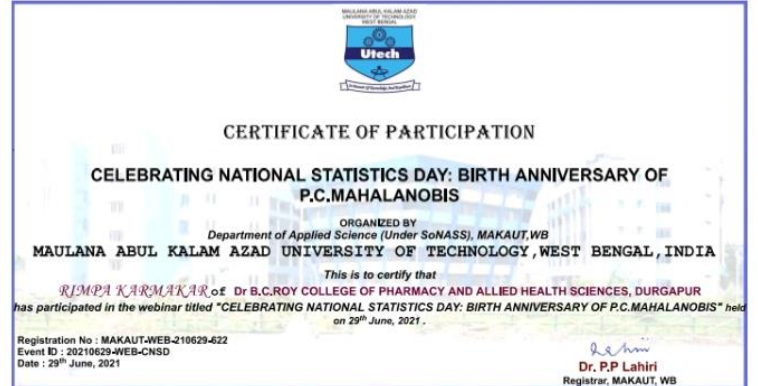 MAULANA ABUL KALAM AZAD
UNIVERSITY OF TECHNOLOGY
WEST BENGAL
Utech
CERTIFICATE OF PARTICIPATION
CELEBRATING NATIONAL STATISTICS DAY: BIRTH ANNIVERSARY OF
P.C.MAHALANOBIS
ORGANIZED BY
Department of Applied Science (Under SoNASS), MAKAUT,WB
MAULANA ABUL KALAM AZAD UNIVERSITY OF TECHNOLOGY,WEST BENGAL,INDIA
This is to certify that
RIMPA KARMAKAR of Dr B.C.ROY COLLEGE OF PHARMACY AND ALLIED HEALTH SCIENCES, DURGAPUR
has participated in the webinar titled "CELEBRATING NATIONAL STATISTICS DAY: BIRTH ANNIVERSARY OF P.C.MAHALANOBIS" held
on 29th June, 2021 .
Registration No : MAKAUT-WEB-210629-622
Event ID : 20210629-WEB-CNSD
Date : 29th June, 2021
Dr. P.P Lahiri
Registrar, MAKAUT, WB